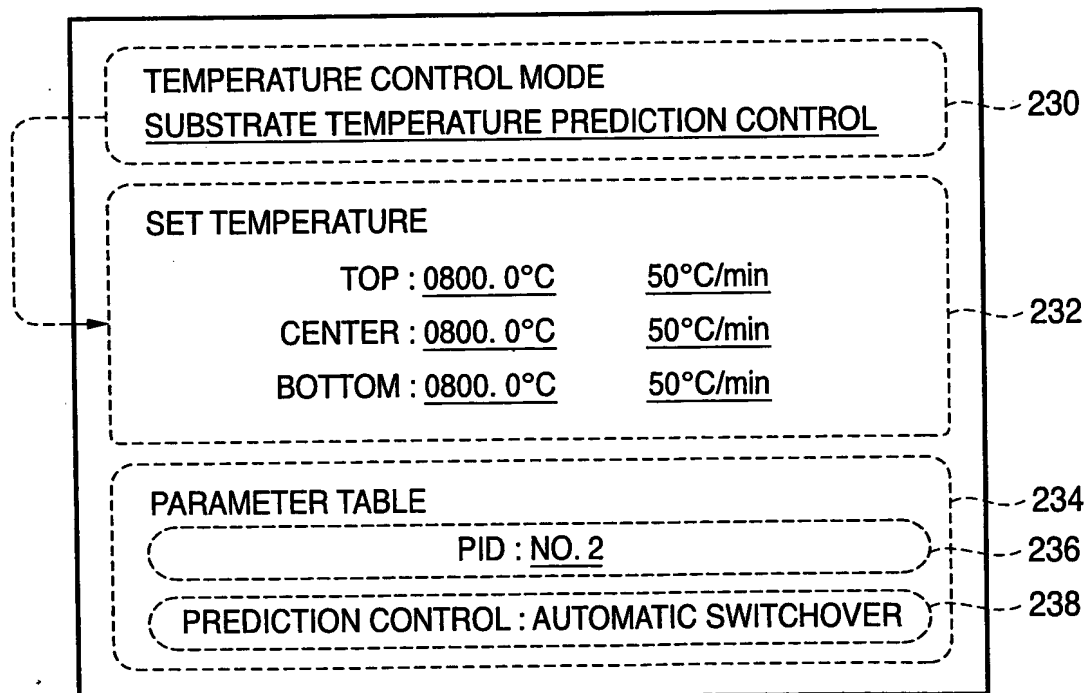 TEMPERATURE CONTROL MODE
SUBSTRATE TEMPERATURE PREDICTION CONTROL
230
SET TEMPERATURE
TOP : 0800. 0°C 50°C/min
CENTER : 0800. 0°C 50°C/min
232
BOTTOM : 0800. 0°C 50°C/min
PARAMETER TABLE
234
PID : NO. 2
236
PREDICTION CONTROL : AUTOMATIC SWITCHOVER
238